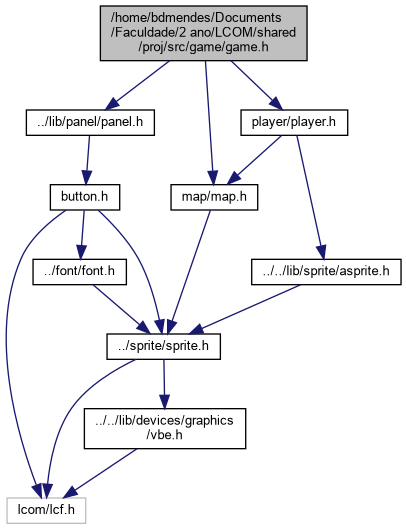 /home/bdmendes/Documents
/Faculdade/2 ano/LCOM/shared
/proj/src/game/game.h
../lib/panel/panel.h
player/player.h
button.h
map/map.h
../font/font.h
../../lib/sprite/asprite.h
../sprite/sprite.h
../../lib/devices/graphics
/vbe.h
lcom/lcf.h